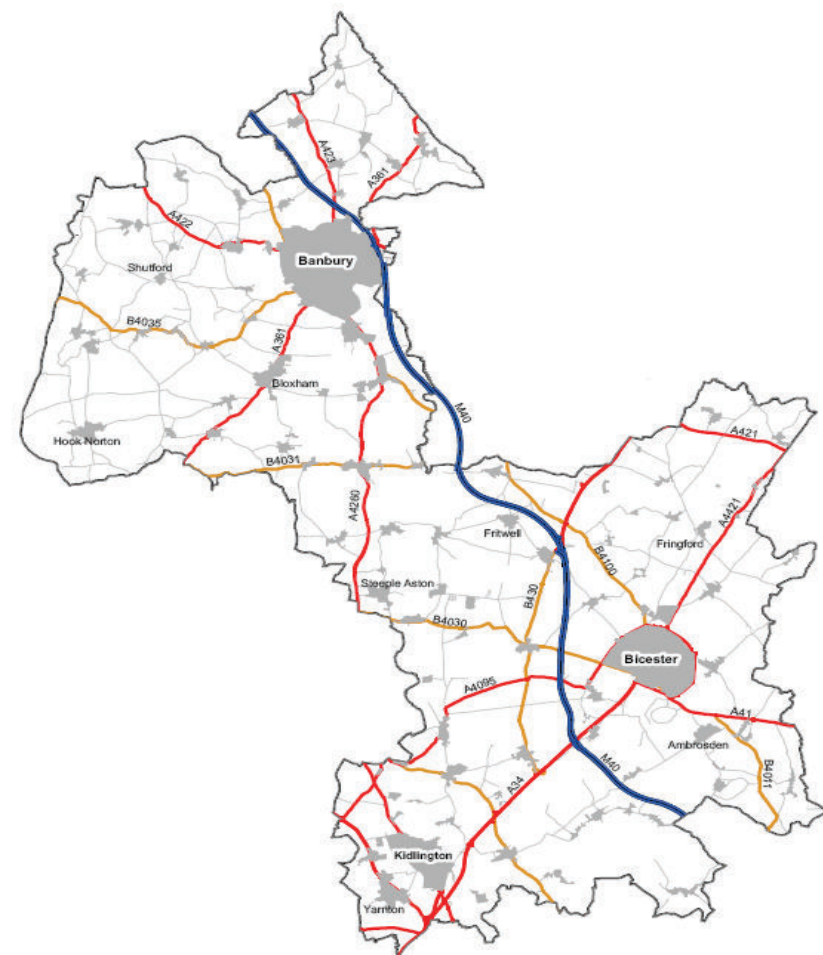 A423
A361
A422
Banbury
Shutford
B4035
A361
Bloxham
M40
Hook Norton
A421
B4031
A4260
A4421
Fritwell
Fringford
B4100
B430
Steeple Aston
B4030
Bicester
A4095
A41
Ambrosden
M40
B4011
A34
Kidlington
Yarnton